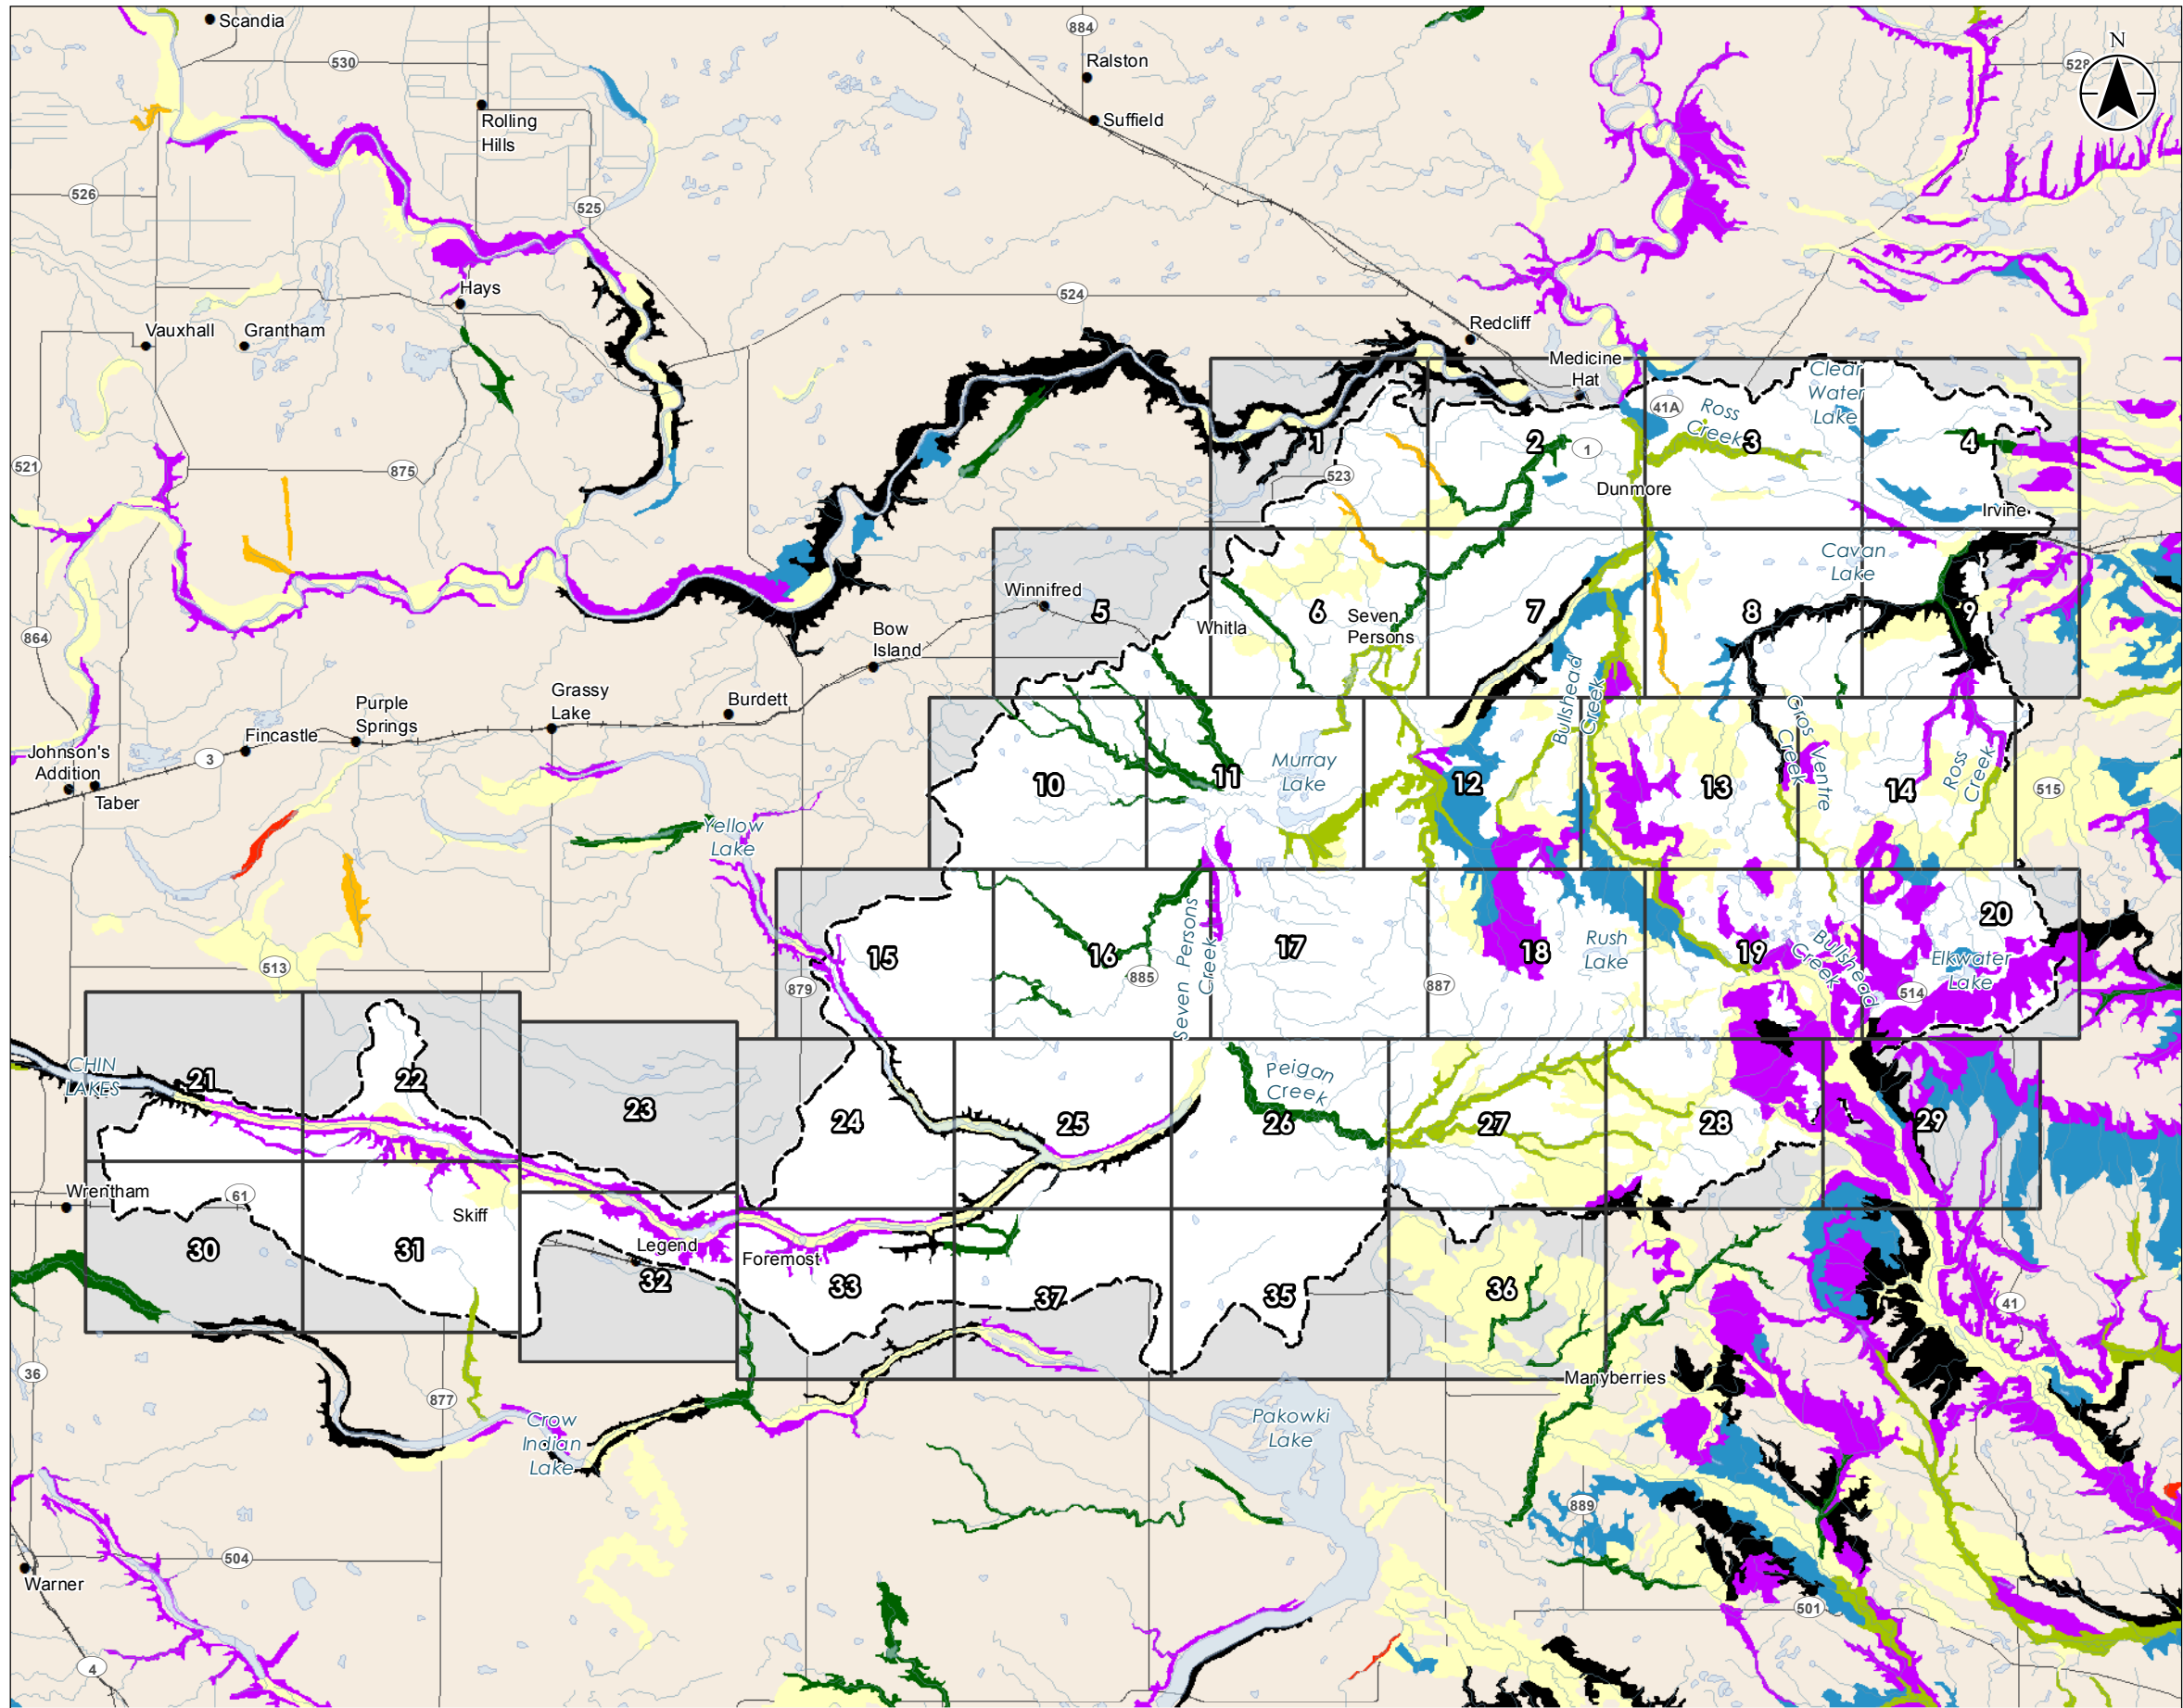 Scandia
884
N
530
Ralston
528
Rolling
Hills
Suffield
526
525
Hays
524
Vauxhall
Grantham
Redcliff
Medicine
Hat
Clear
Water
Lake
41A
Ross
Creek
1
2
1
3
4
521
875
523
Dunmore
Irvine
Cavan
Lake
Winnifred
5
6
7
8
9
Whitla
Seven
Persons
864
Bow
Island
Bullshead
Creek
Grassy
Lake
Burdett
Purple
Springs
Fincastle
3
Johnson's
Addition
Taber
Gros Ventre
Creek
Ross
Creek
Murray
Lake
10
11
12
13
14
515
Yellow
Lake
15
16
17
18
19
20
Rush
Lake
Bullshead
Creek
Elkwater
Lake
Seven Persons
Creek
513
879
885
887
514
CHIN
LAKES
21
22
23
24
25
26
27
28
29
Peigan
Creek
Wrentham
61
Skiff
Legend
Foremost
30
31
32
33
37
35
36
41
36
877
Manyberries
Crow
Indian
Lake
Pakowki
Lake
889
504
Warner
501
4